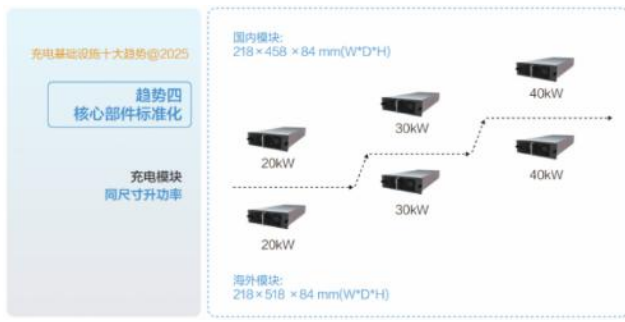 充电基础设施十大趋势@2025
趋势四
核心部件标准化
充电模块
同尺寸升功率
国内模块:
218×458×84 mm(W*D*H)
40kW
30kW
20kW
40kW
30kW
20kW
海外模块:
218×518 ×84 mm(W*D*H)